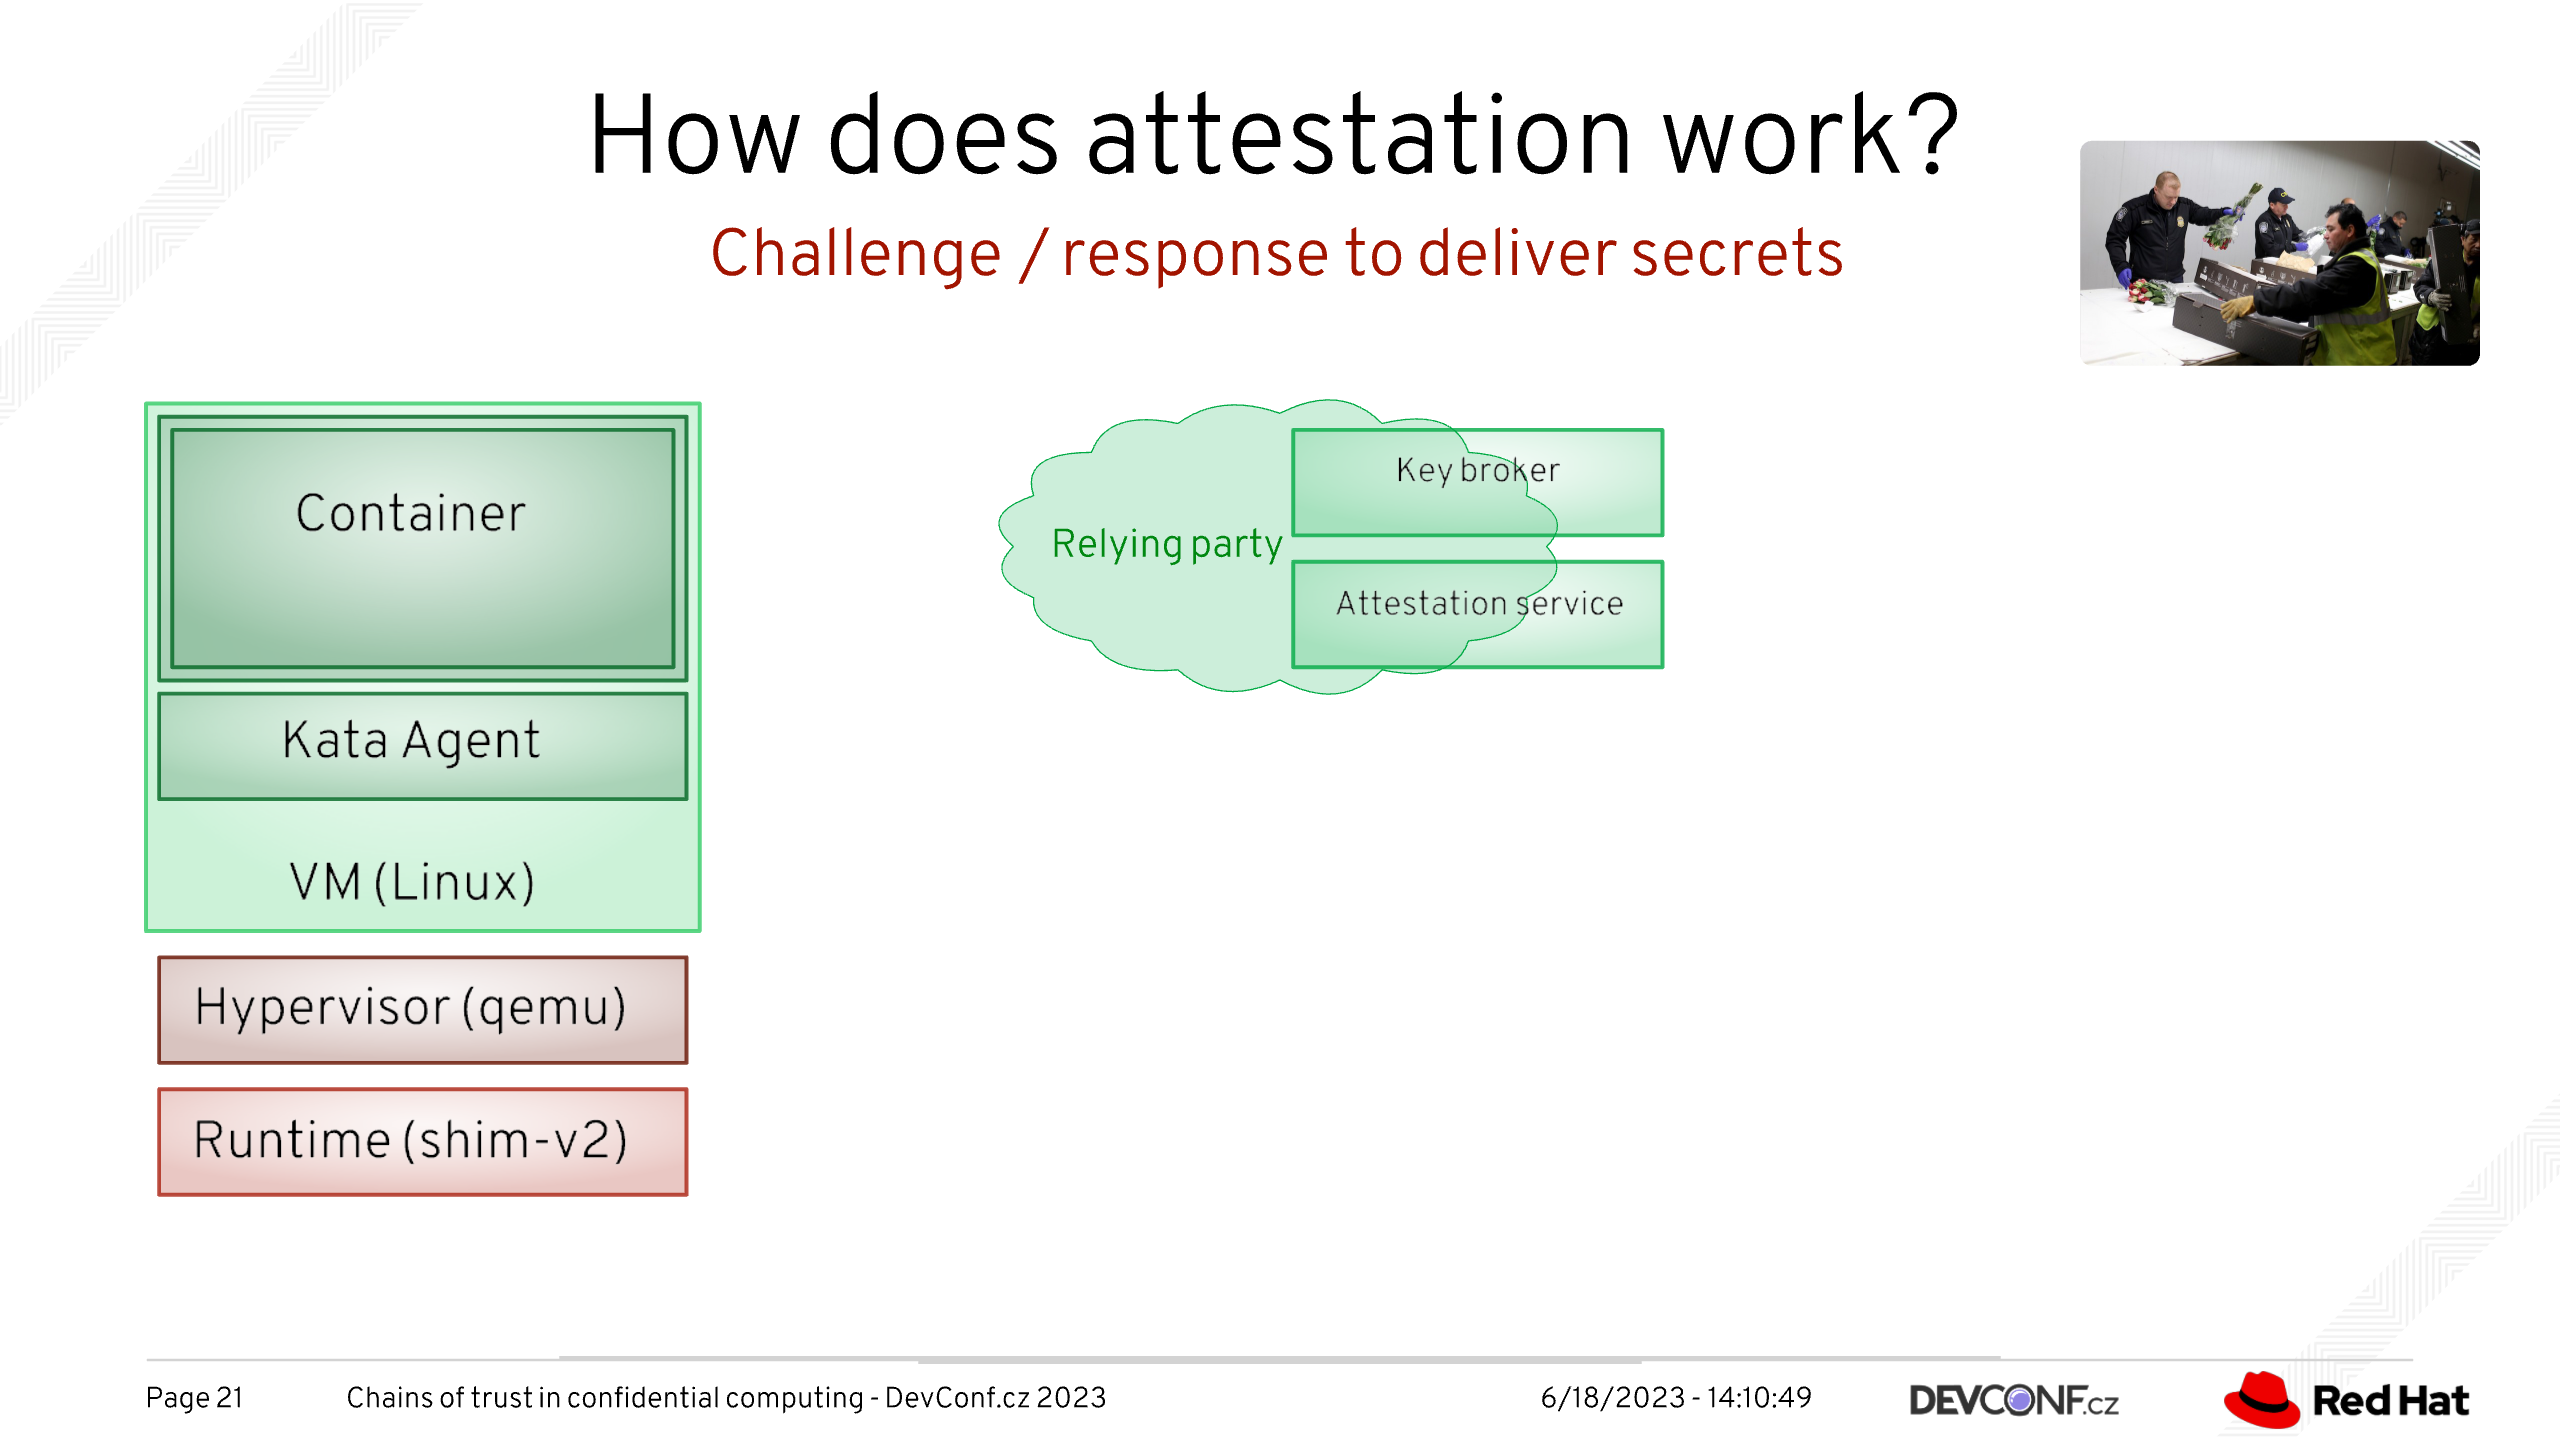 How does attestation work?
Challenge / response to deliver secrets
Container
Kata Agent
VM (Linux)
Hypervisor (qemu)
Runtime (shim-v2)
Relying party
Key broker
Attestation service
Page 21
Chains of trust in confidential computing - DevConf.cz 2023
6/18/2023 - 14:10:49
DEVCONF.cz
Red Hat